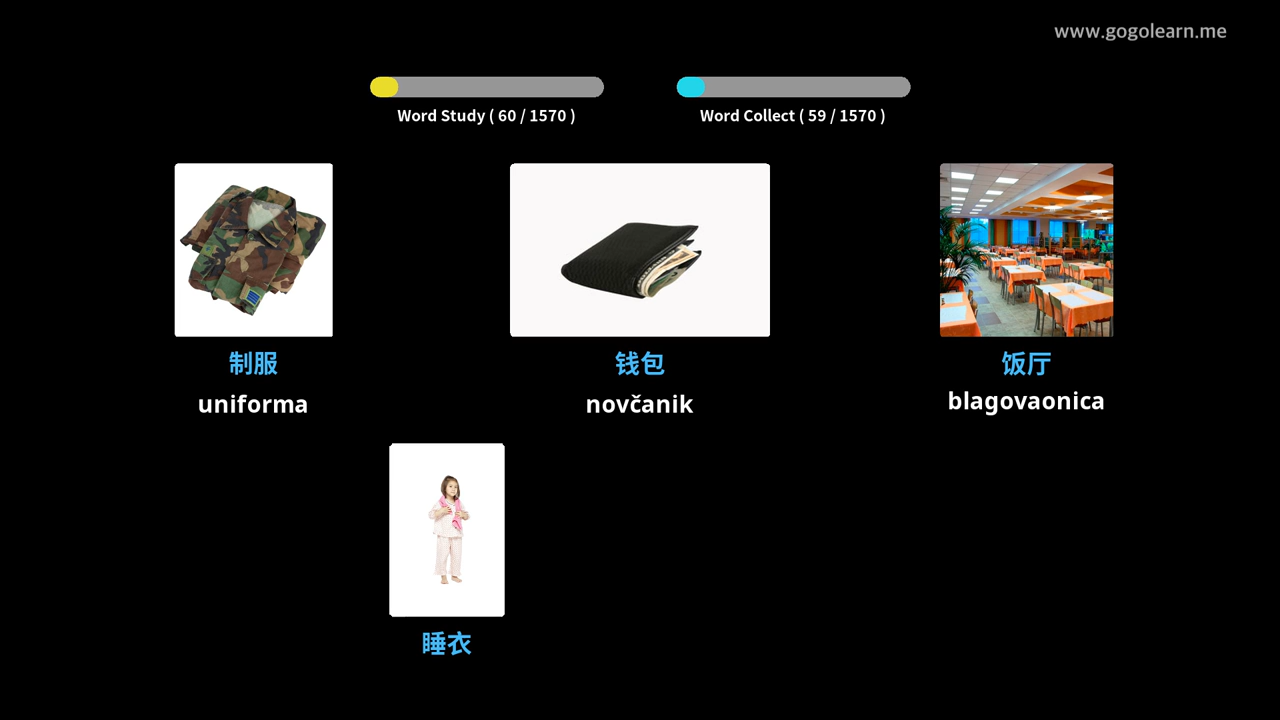 www.gogolearn.me
Word Study ( 60 / 1570 )
Word Collect ( 59 / 1570 )
制服
钱包
饭厅
uniforma
novčanik
blagovaonica
睡衣